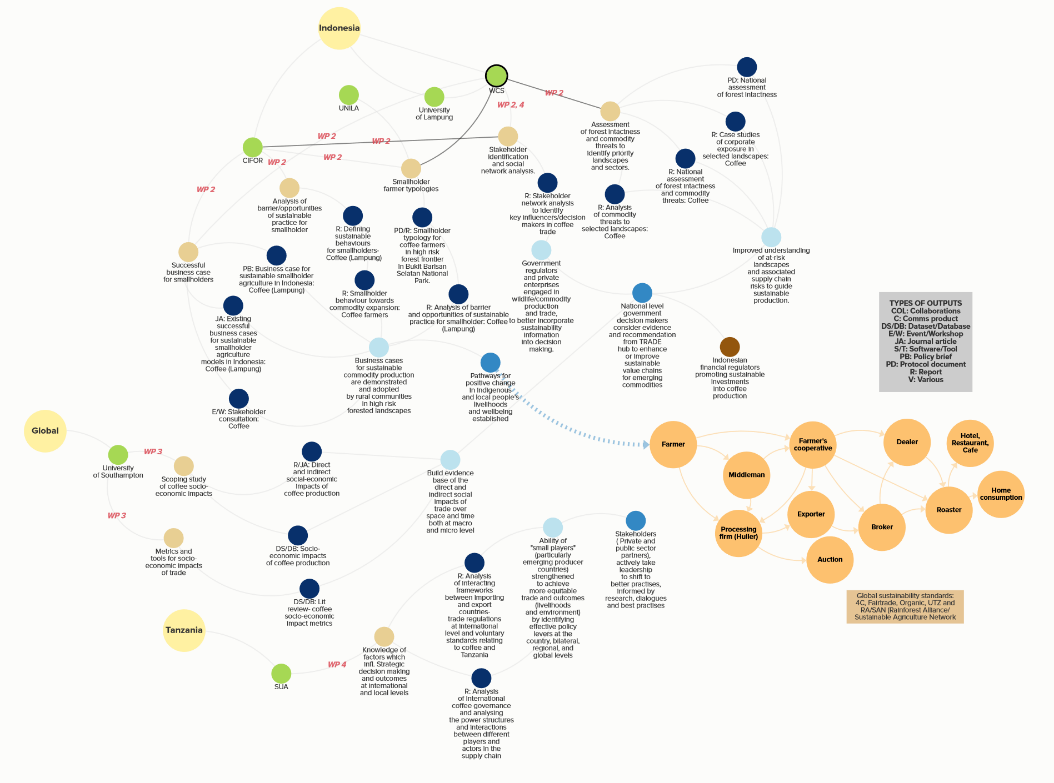 Indonesia
WCS
UNILA
University
of Lampung
CIFOR
WP 2
WP 2, 4
WP 2
WP 2
WP 2
WP 2
WP 2
Smallholder
farmer typologies
Stakeholder
identification
and social
network analysis.
Assessment
of forest intactness
and commodity
threats to
identify priority
landscapes
and sectors.
PD: National
assessment
of forest intactness
R: Case studies
of corporate
exposure in
selected landscapes:
Coffee
R: National
assessment
of forest intactness
and commodity
threats: Coffee
R: Analysis
of commodity
threats to
selected landscapes:
Coffee
R: Stakeholder
network analysis
to identify
key influencers/decision
makers in coffee
trade
Analysis of
barrier/opportunities
of sustainable
practice for
smallholder
R: Defining
sustainable
behaviours
for smallholders-
Coffee (Lampung)
PD/R: Smallholder
typology for
coffee farmers
in high risk
forest frontier
in Bukit Barisan
Selatan National
Park.
Successful
business case
for smallholders
PB: Business case for
sustainable smallholder
agriculture in Indonesia:
Coffee (Lampung)
R: Smallholder
behaviour towards
commodity expansion:
Coffee farmers
R: Analysis of barrier
and opportunities of sustainable
practice for smallholder: Coffee
(Lampung)
JA: Existing
successful
business cases
for sustainable
smallholder
agriculture
models in Indonesia:
Coffee (Lampung)
Government
regulators
and private
enterprises
engaged in
wildlife/commodity
production
and trade,
to better incorporate
sustainability
information
into decision
making.
Improved understanding
of at risk
landscapes
and associated
supply chain
risks to guide
sustainable
production.
National level
government
decision makers
consider evidence
and recommendation
from TRADE
hub to enhance
or improve
sustainable
value chains
for emerging
commodities
Indonesian
financial regulators
promoting sustainable
investments
into coffee
production
Business cases
for sustainable
commodity production
are demonstrated
and adopted
by rural communities
in high risk
forested landscapes
Pathways for
positive change
in Indigenous
and local people's
livelihoods
and wellbeing
established
E/W: Stakeholder
consultation:
Coffee
TYPES OF OUTPUTS
COL: Collaborations
C: Comms product
DS/DB: Dataset/Database
E/W: Event/Workshop
JA: Journal article
S/T: Software/Tool
PB: Policy brief
PD: Protocol document
R: Report
V: Various
Global
University
of Southampton
WP 3
WP 3
Scoping study
of coffee socio-
economic impacts
Metrics and
tools for socio-
economic impacts
of trade
R/JA: Direct
and indirect
social-economic
impacts of
coffee production
DS/DB: Socio-
economic impacts
of coffee production
DS/DB: Lit
review- coffee
socio-economic
impact metrics
Build evidence
base of the
direct and
indirect social
impacts of
trade over
space and time
both at macro
and micro level
Tanzania
SUA
WP 4
Knowledge of
factors which
infl. Strategic
decision making
and outcomes
at international
and local levels
R: Analysis
of interacting
frameworks
between importing
and export
countries-
trade regulations
at international
level and voluntary
standards relating
to coffee and
Tanzania
R: Analysis
of international
coffee governance
and analysing
the power structures
and interactions
between different
players and
actors in the
supply chain
Ability of
"small players"
(particularly
emerging producer
countries)
strengthened
to achieve
more equitable
trade and outcomes
(livelihoods
and environment)
by identifying
effective policy
levers at the
country, bilateral,
regional, and
global levels
Stakeholders
( Private and
public sector
partners),
actively take
leadership
to shift to
better practises,
informed by
research, dialogues
and best practises
Farmer
Farmer's
cooperative
Dealer
Hotel,
Restaurant,
Cafe
Middleman
Home
consumption
Processing
firm (Huller)
Exporter
Broker
Roaster
Auction
Global sustainability standards:
4C, Fairtrade, Organic, UTZ and
RA/SAN (Rainforest Alliance/
Sustainable Agriculture Network